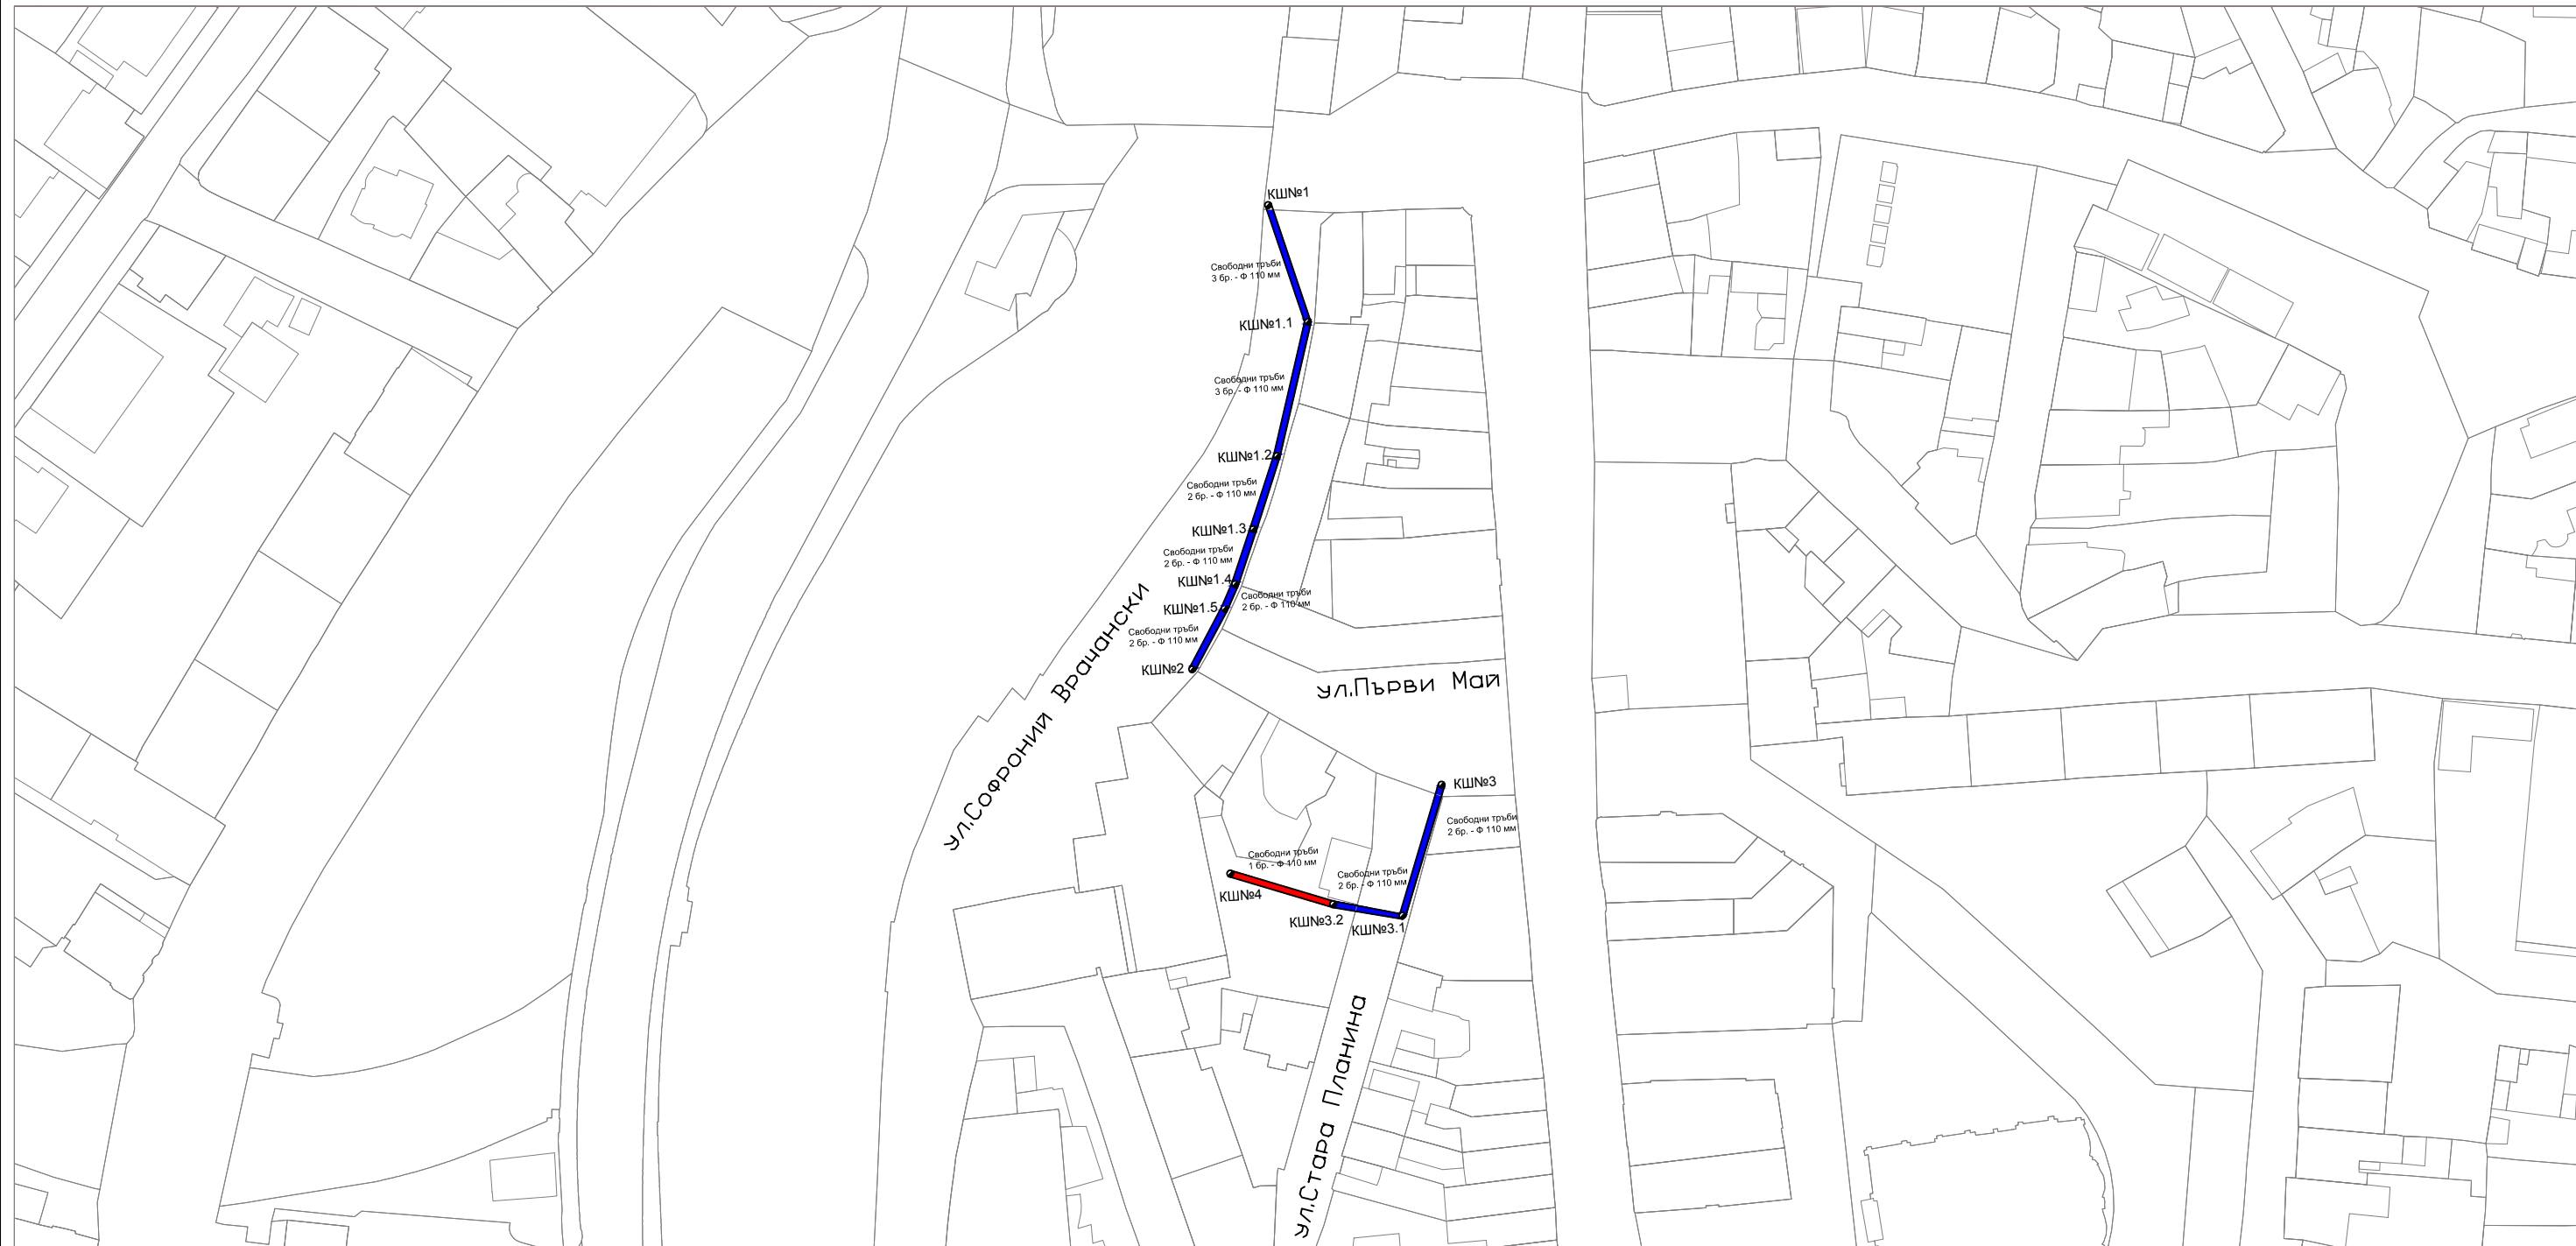 КШ№1
Свободни тръби
3 бр. - Ф 110 мм
КШ№1.1
Свободни тръби
3 бр. - Ф 110 мм
КШ№1.2
Свободни тръби
2 бр. - Ф 110 мм
КШ№1.3
Свободни тръби
2 бр. - Ф 110 мм
КШ№1.4
Свободни тръби
2 бр. - Ф 110 мм
КШ№1.5
Свободни тръби
2 бр. - Ф 110 мм
КШ№2
ул.Софроний Врачански
ул.Първи Май
КШ№3
Свободни тръби
2 бр. - Ф 110 мм
Свободни тръби
1 бр. - Ф 110 мм
Свободни тръби
2 бр. - Ф 110 мм
КШ№4
КШ№3.2
КШ№3.1
ул.Стара Планина